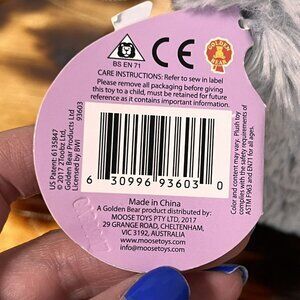 GOLDEN
BEAR
BS EN 71
CE
CARE INSTRUCTIONS: Refer to sew in label
Please remove all packaging before giving
this toy to a child, must be retained for future
reference as it contains important information.
US Patent: 6135847
© 2017 2Toobz Ltd,
Golden Bear Products Ltd
Licensed by BWI
93603
6 30996 93603 0
Color and content may vary. Plush toy
complies with the safety requirements of
ASTM F963 and EN71 for all ages.
Made in China
A Golden Bear product distributed by:
MOOSE TOYS PTY LTD, 2017
29 GRANGE ROAD, CHELTENHAM,
VIC 3192, AUSTRALIA
www.moosetoys.com